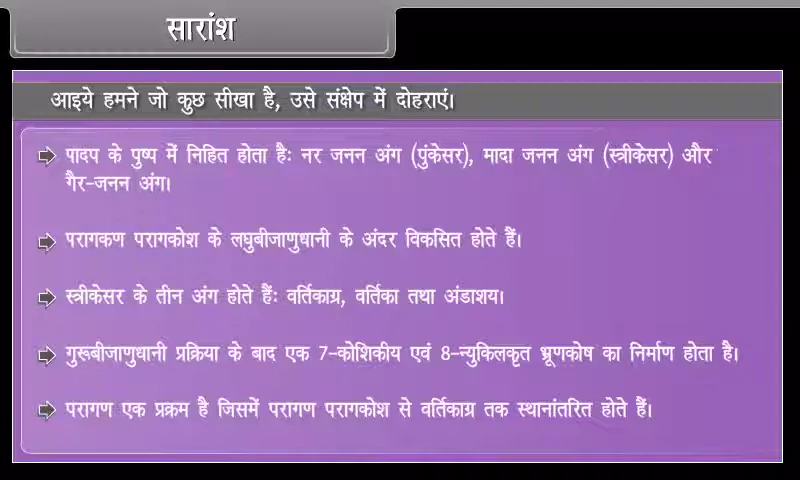 सारांश
आइये हमने जो कुछ सीखा है, उसे संक्षेप में दोहराएं।
पादप के पुष्प में निहित होता है: नर जनन अंग (पुंकेसर), मादा जनन अंग (स्त्रीकेसर) और
गैर-जनन अंग।
परागकण परागकोश के लघुबीजाणुधानी के अंदर विकसित होते हैं।
स्त्रीकेसर के तीन अंग होते हैं: वर्तिकाग्र, वर्तिका तथा अंडाशय।
गुरूबीजाणुधानी प्रक्रिया के बाद एक 7-कोशिकीय एवं 8-न्युकिलकृत भ्रूणकोष का निर्माण होता है।
परागण एक प्रक्रम है जिसमें परागण परागकोश से वर्तिकाग्र तक स्थानांतरित होते हैं।